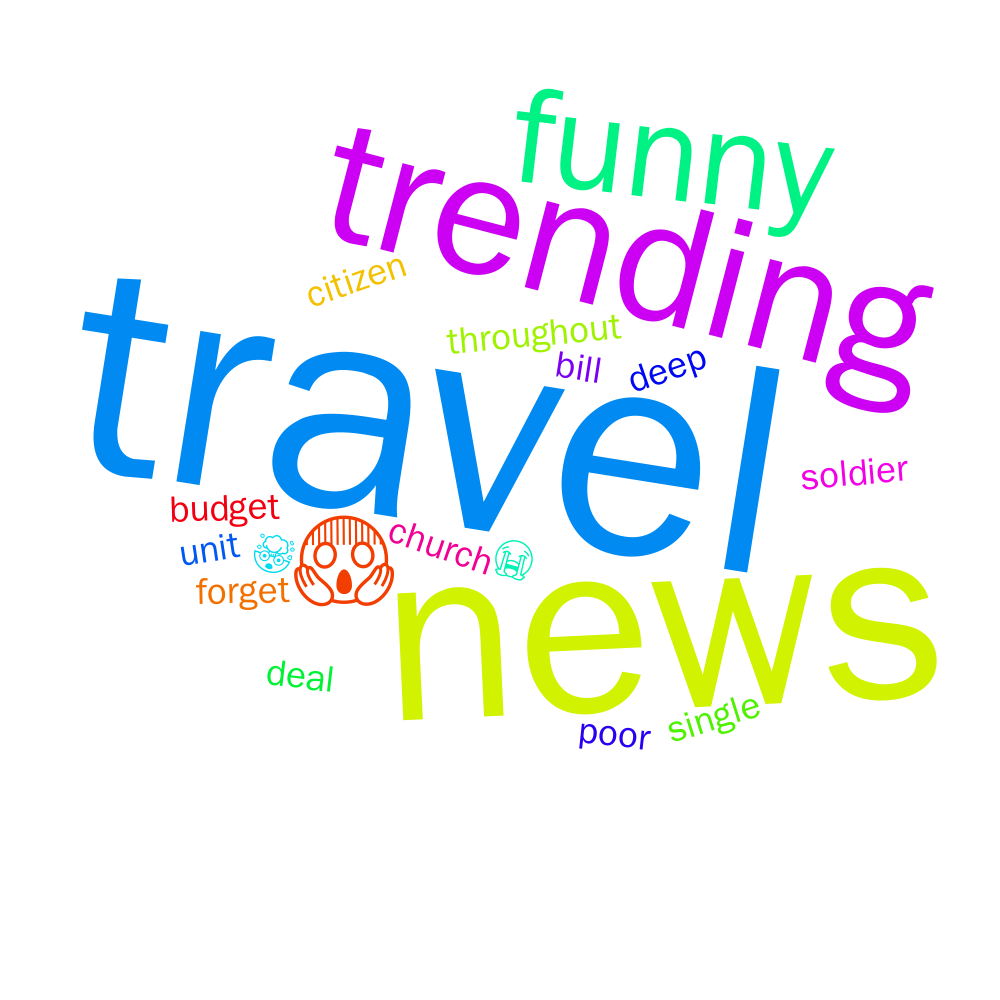 funny
trending
citizen
throughout
bill
deep
travel
soldier
budget
church
unit
🤯
😱
😭
forget
news
deal
single
poor